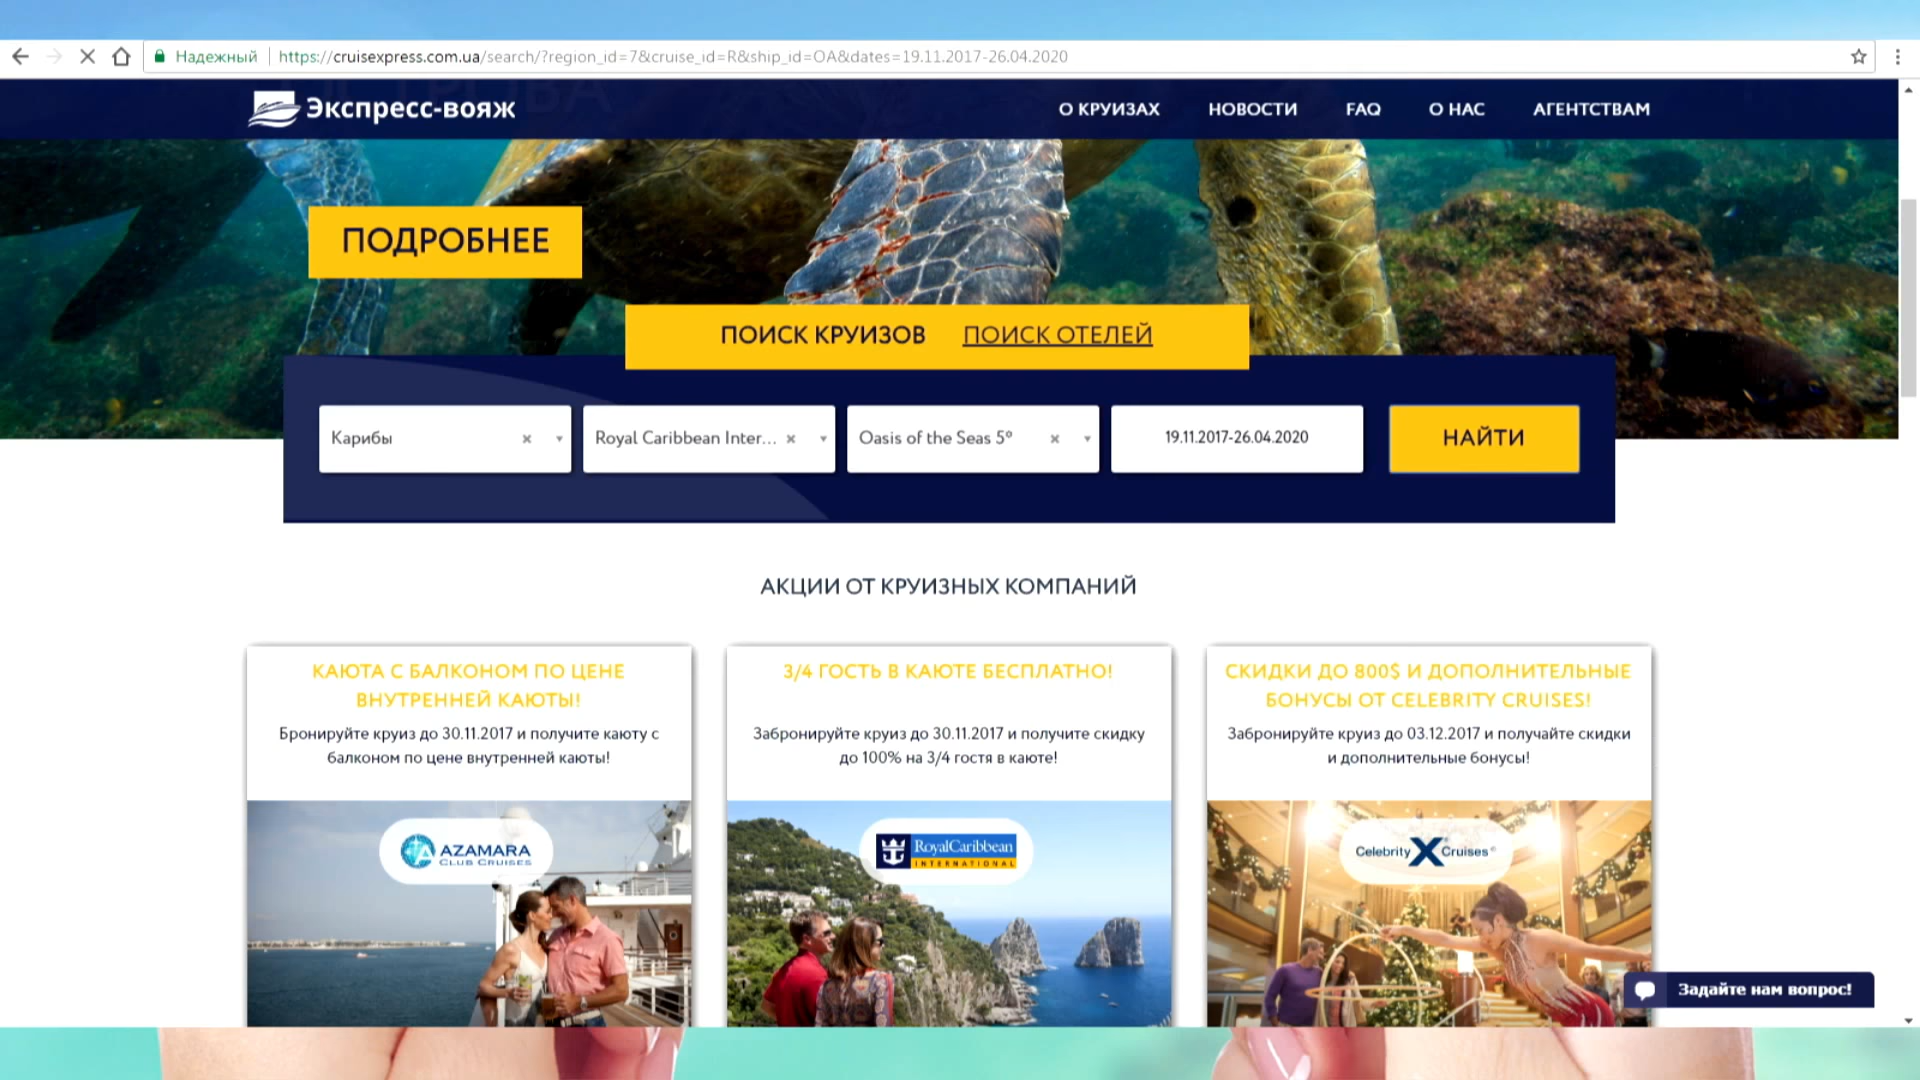 Надежный https://cruisexpress.com.ua/search/?region_id=7&cruise_id=R&ship_id=OA&dates=19.11.2017-26.04.2020
Экспресс-вояж О КРУИЗАХ НОВОСТИ FAQ О НАС АГЕНТСТВАМ
ПОДРОБНЕЕ
ПОИСК КРУИЗОВ ПОИСК ОТЕЛЕЙ
Карибы × Royal Caribbean Inter... × Oasis of the Seas 5* × 19.11.2017-26.04.2020 НАЙТИ
АКЦИИ ОТ КРУИЗНЫХ КОМПАНИЙ
КАЮТА С БАЛКОНОМ ПО ЦЕНЕ
ВНУТРЕННЕЙ КАЮТЫ!
Бронируйте круиз до 30.11.2017 и получите каюту с
балконом по цене внутренней каюты!
AZAMARA
CLUB CRUISES
3/4 ГОСТЬ В КАЮТЕ БЕСПЛАТНО!
Забронируйте круиз до 30.11.2017 и получите скидку
до 100% на 3/4 гостя в каюте!
RoyalCaribbean
INTERNATIONAL
СКИДКИ ДО 800$ И ДОПОЛНИТЕЛЬНЫЕ
БОНУСЫ ОТ CELEBRITY CRUISES!
Забронируйте круиз до 03.12.2017 и получайте скидки
и дополнительные бонусы!
Celebrity X Cruises
Задайте нам вопрос!